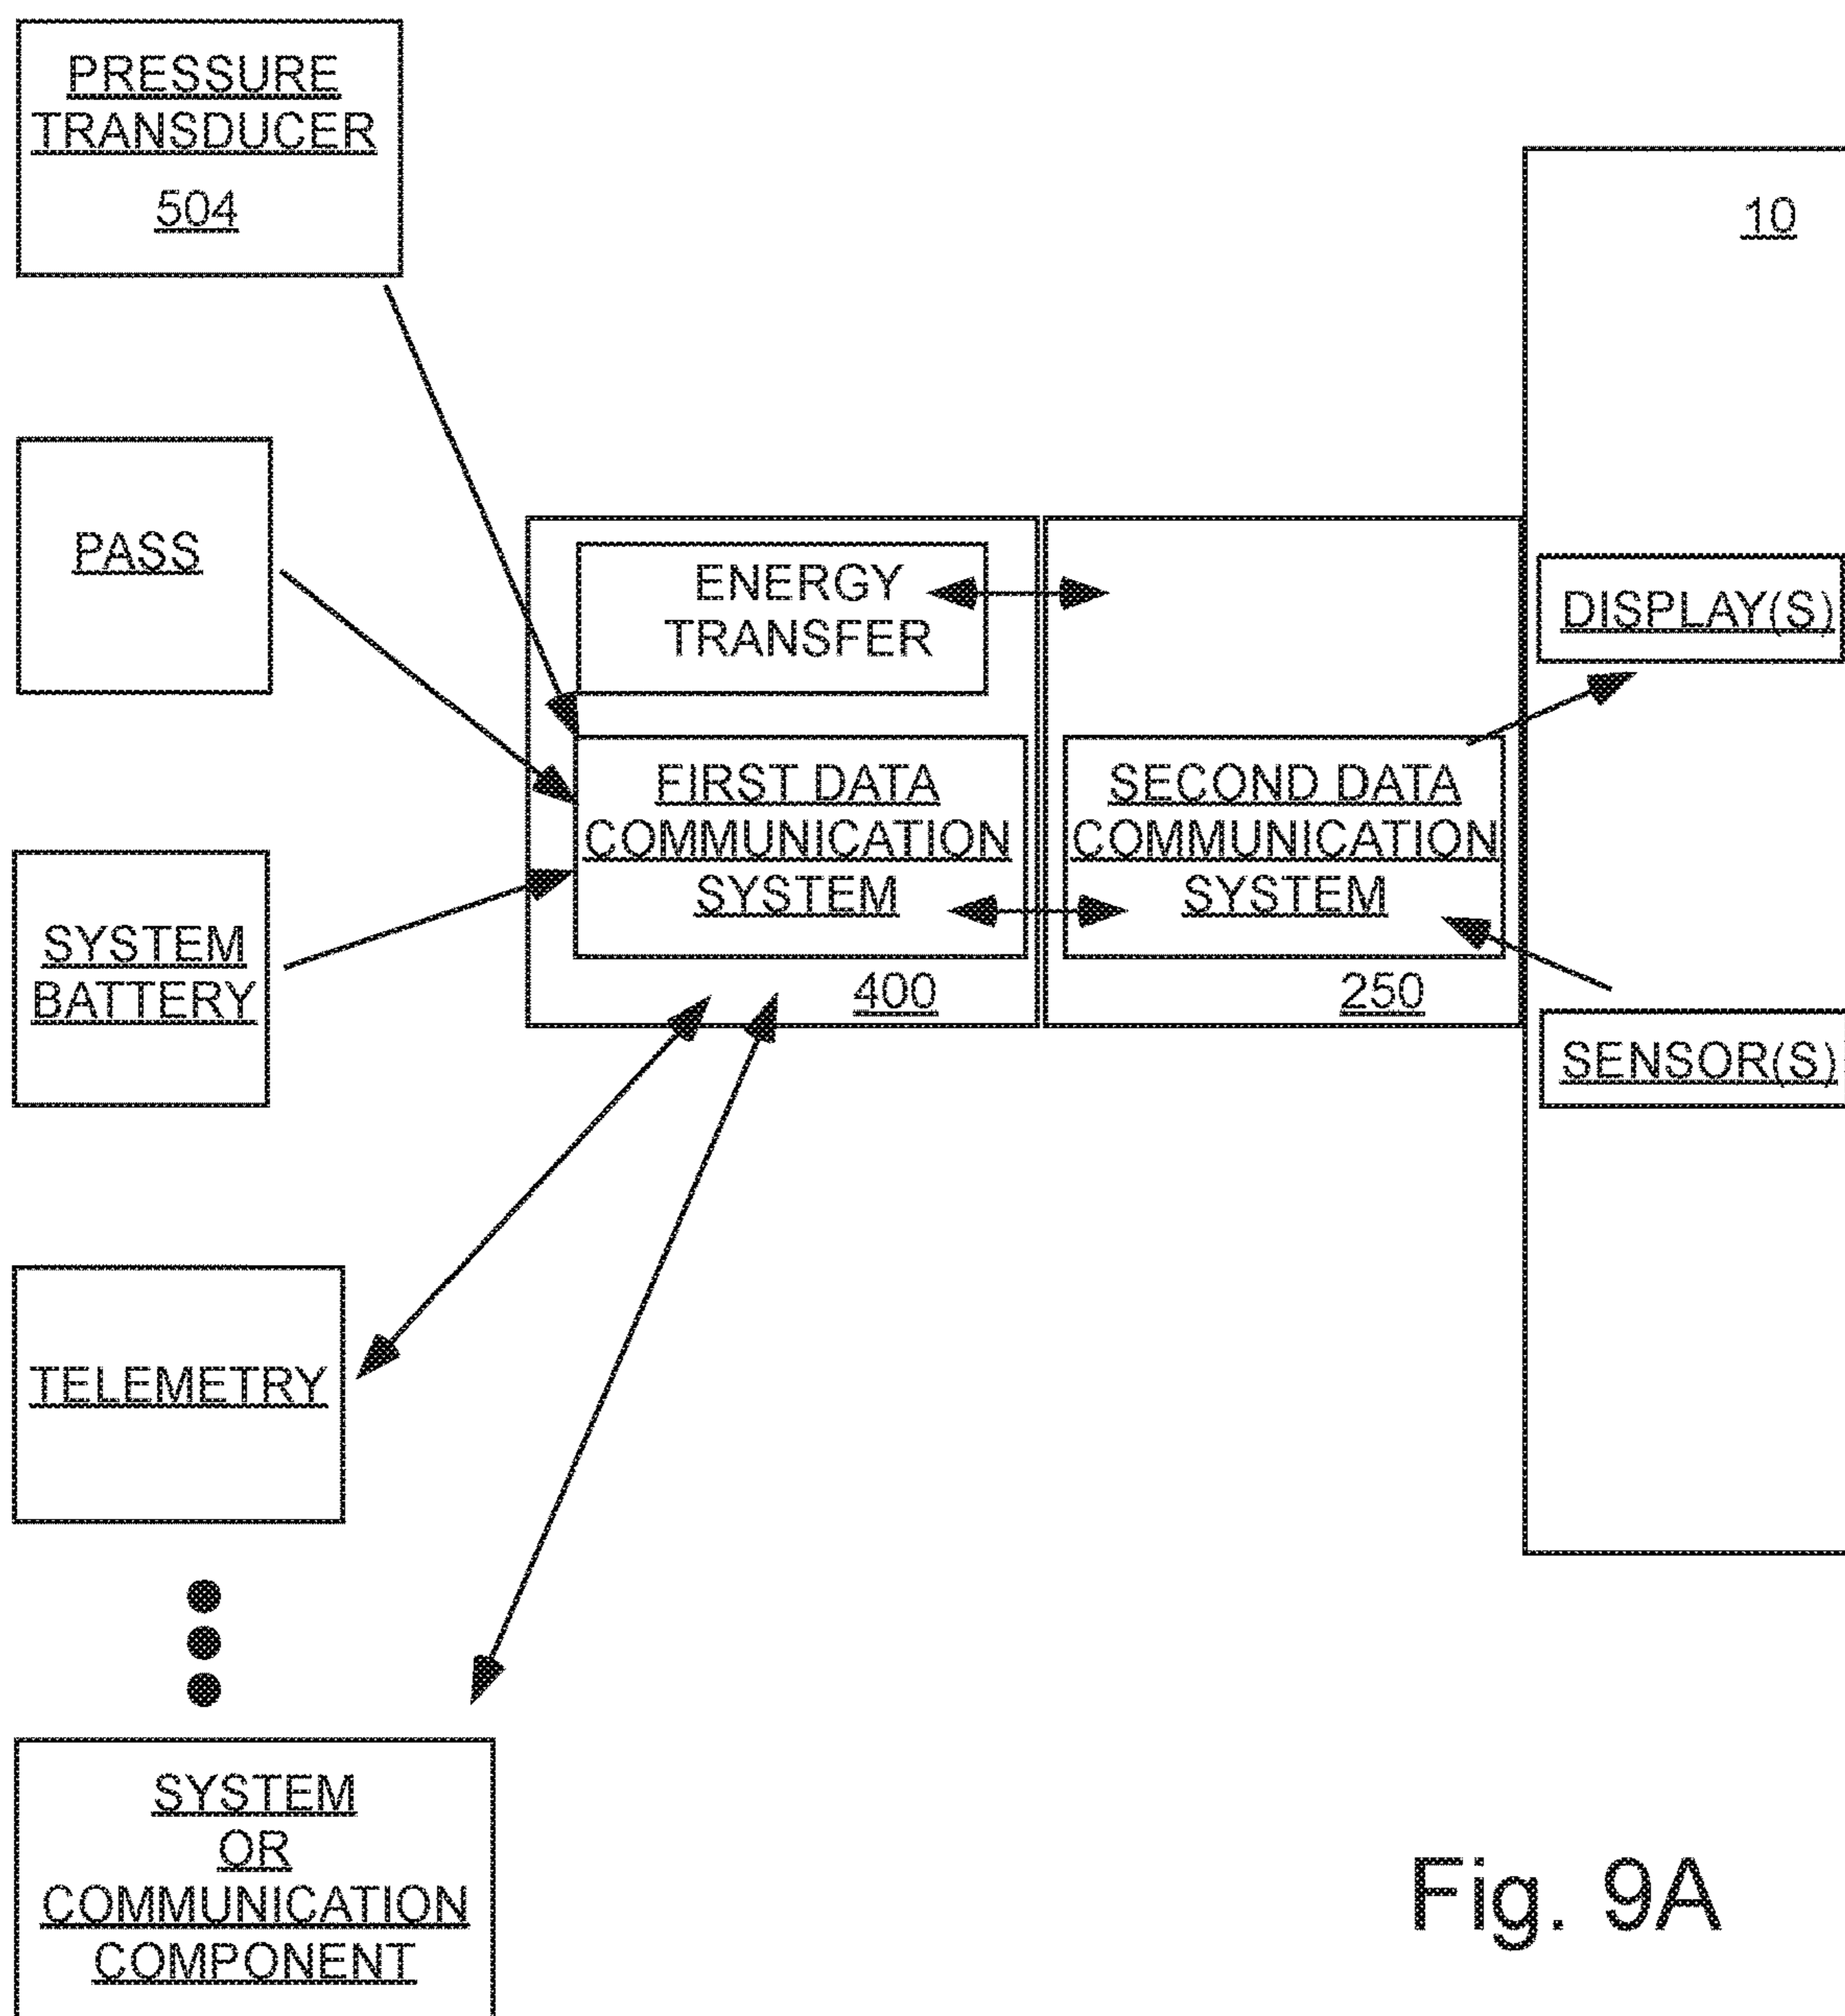 PRESSURE
TRANSDUCER
504
10
PASS
ENERGY
TRANSFER
DISPLAY(S)
FIRST DATA
COMMUNICATION
SYSTEM
400
SECOND DATA
COMMUNICATION
SYSTEM
250
SYSTEM
BATTERY
SENSOR(S)
TELEMETRY
SYSTEM
OR
COMMUNICATION
COMPONENT
Fig. 9A